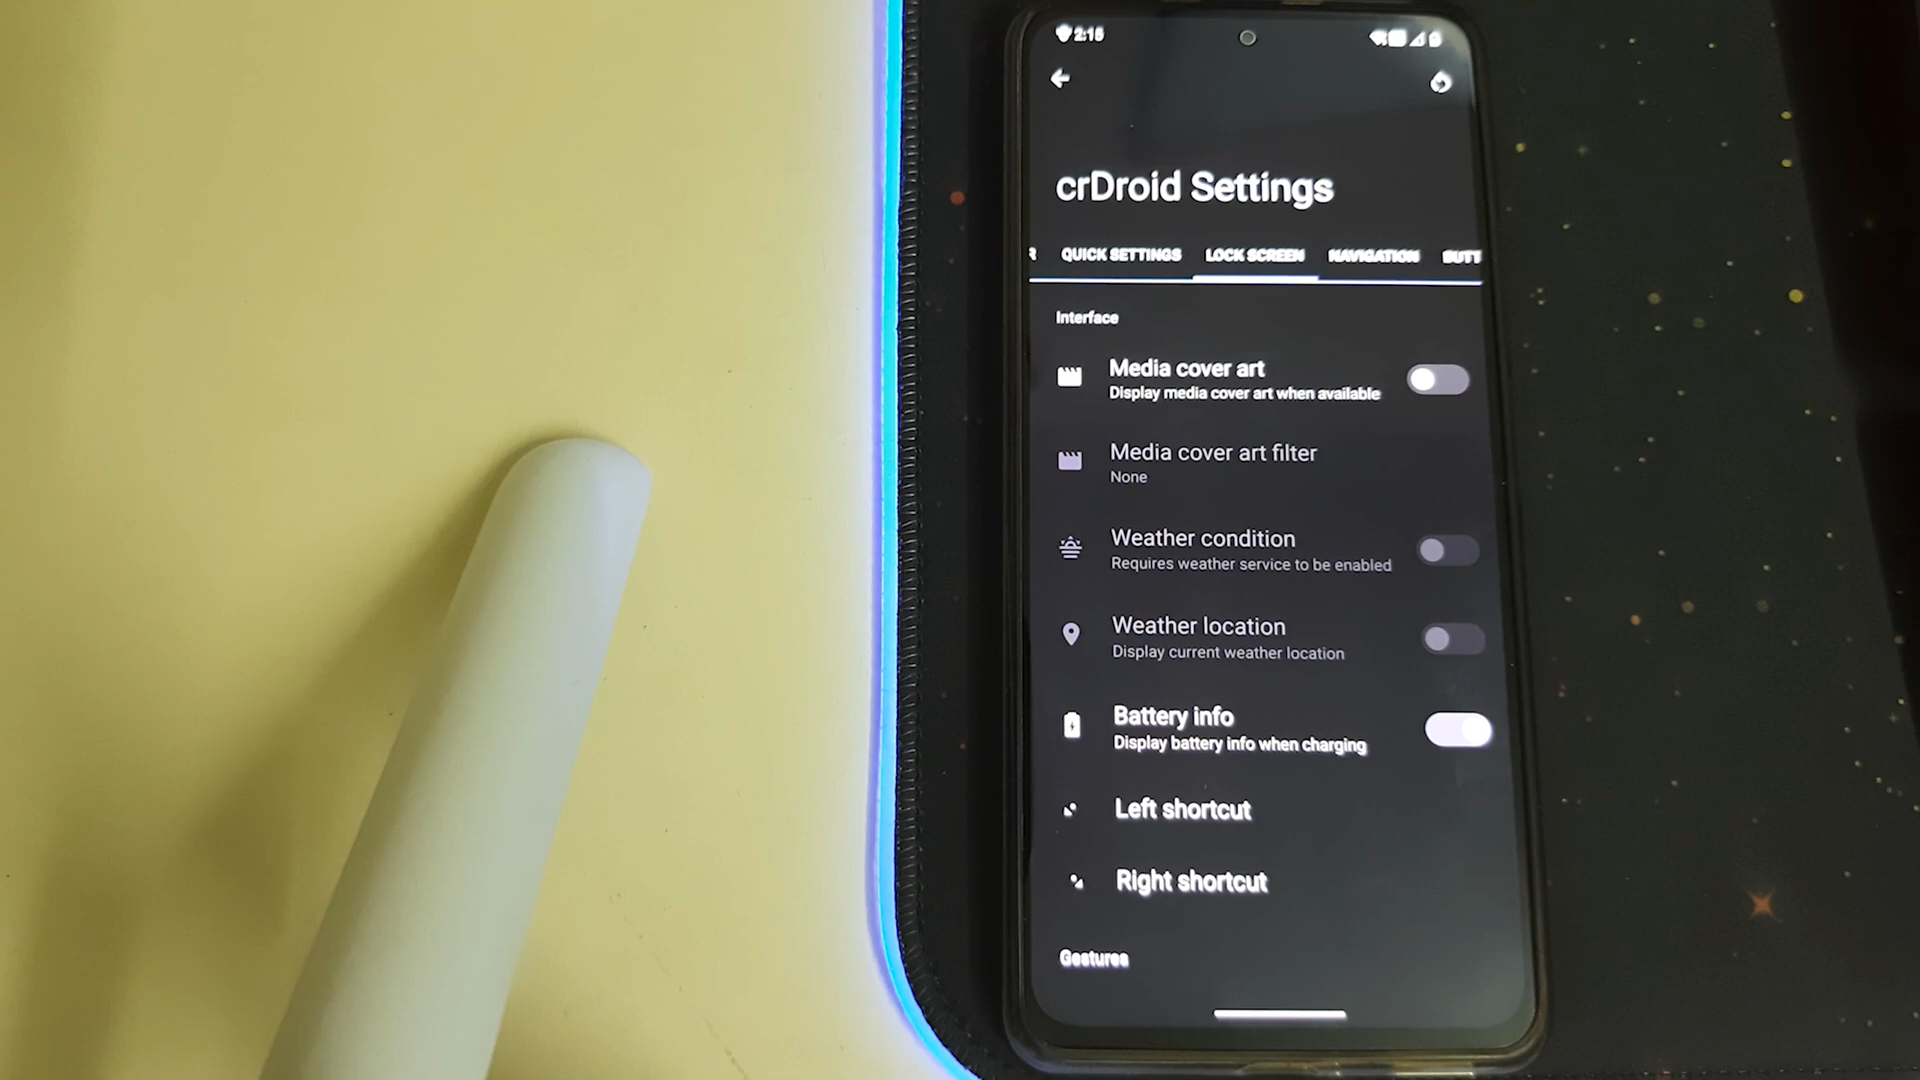 2:15
crDroid Settings
R QUICK SETTINGS LOCK SCREEN NAVIGATION BUTT
Interface
Media cover art
Display media cover art when available
Media cover art filter
None
Weather condition
Requires weather service to be enabled
Weather location
Display current weather location
Battery info
Display battery info when charging
Left shortcut
Right shortcut
Gestures